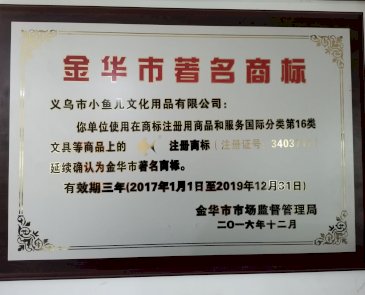 金华市著名商标
义乌市小鱼儿文化用品有限公司：
你单位使用在商标注册用商品和服务国际分类第16类
文具等商品上的 注册商标（注册证号
延续确认为金华市著名商标。
有效期三年(2017年1月1日至2019年12月31日)
金华市市场监督管理局
二〇一六年十二月